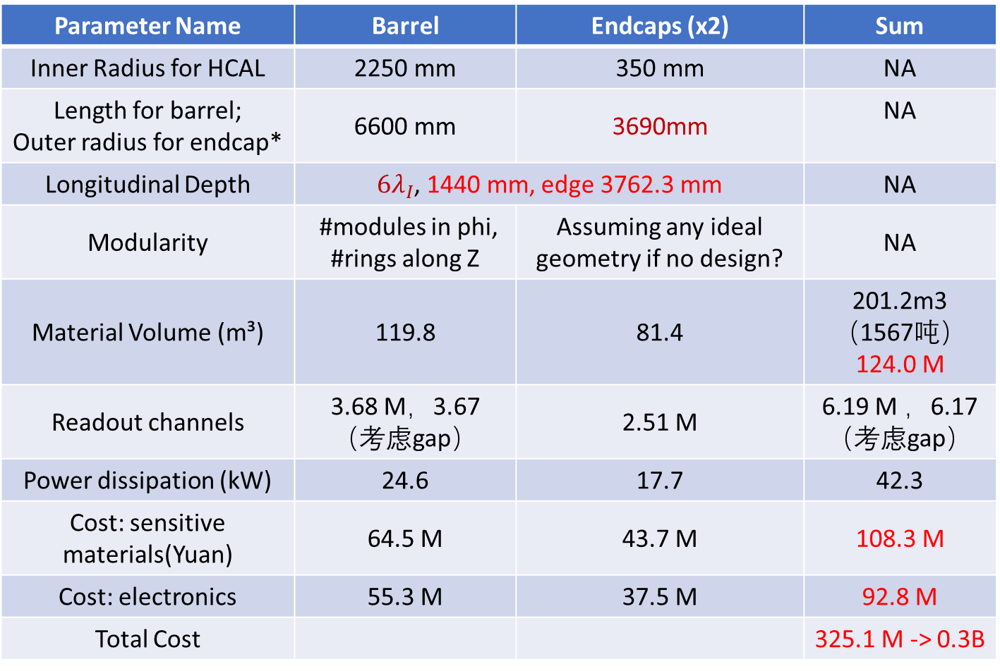 Parameter Name Barrel Endcaps (x2) Sum
Inner Radius for HCAL 2250 mm 350 mm NA
Length for barrel;
Outer radius for endcap* 6600 mm 3690mm NA
Longitudinal Depth 6λI, 1440 mm, edge 3762.3 mm NA
Modularity
#modules in phi,
#rings along Z
Assuming any ideal
geometry if no design?
NA
Material Volume (m³) 119.8 81.4
201.2m3
（1567吨）
124.0 M
Readout channels
3.68 M， 3.67
（考虑gap）
2.51 M
6.19 M ，6.17
（考虑gap）
Power dissipation (kW) 24.6 17.7 42.3
Cost: sensitive
materials(Yuan)
64.5 M 43.7 M 108.3 M
Cost: electronics 55.3 M 37.5 M 92.8 M
Total Cost 325.1 M -> 0.3B